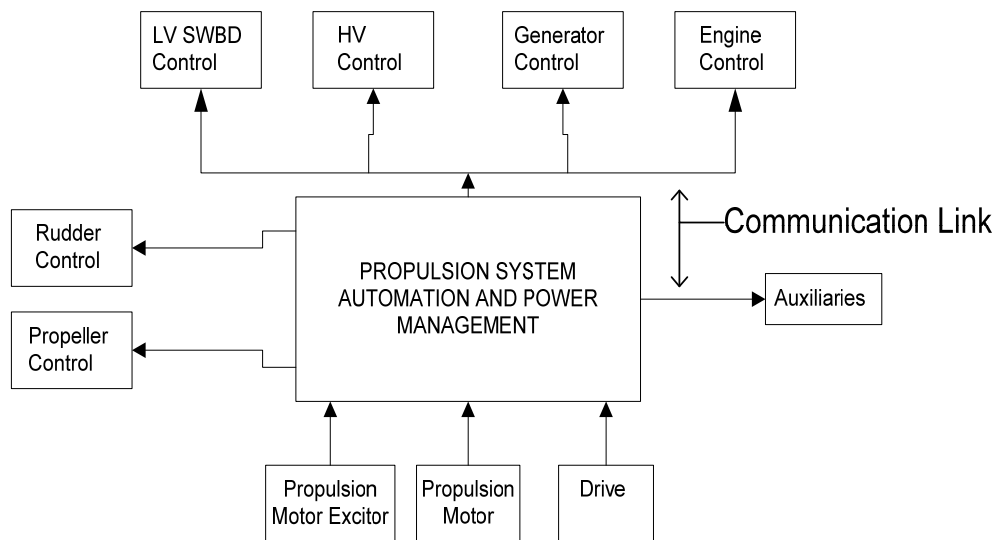 LV SWBD
Control
HV
Control
Generator
Control
Engine
Control
Communication Link
Rudder
Control
PROPULSION SYSTEM
AUTOMATION AND POWER
MANAGEMENT
Auxiliaries
Propeller
Control
Propulsion
Motor Excitor
Propulsion
Motor
Drive